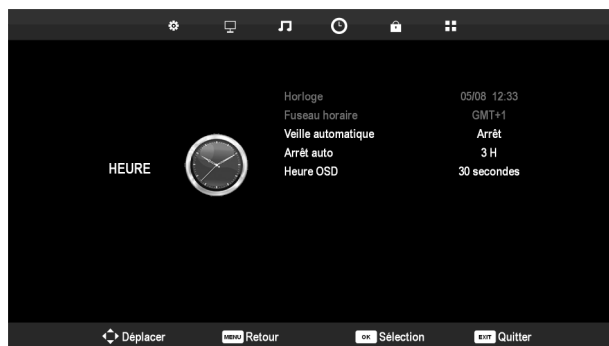 Horloge 05/08 12:33
Fuseau horaire GMT+1
Veille automatique Arrêt
Arrêt auto 3 H
HEURE
Heure OSD 30 secondes
Déplacer MENU Retour OK Sélection EXIT Quitter